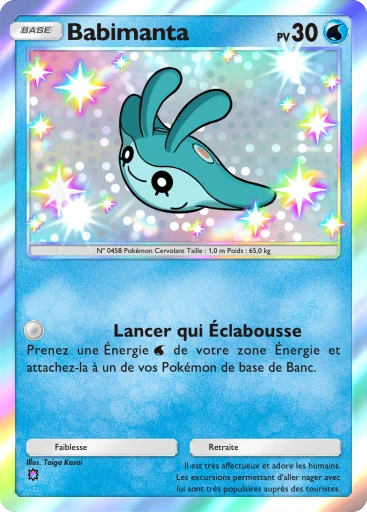 BASE Babimanta PV 30
N° 0458 Pokémon Cervolant Taille : 1,0 m Poids : 65,0 kg
Lancer qui Éclabousse
Prenez une Énergie de votre zone Énergie et
attachez-la à un de vos Pokémon de base de Banc.
Faiblesse Retraite
Illus. Taiga Kasai
Il est très affectueux et adore les humains.
Les excursions permettant d'aller nager avec
lui sont très populaires auprès des touristes.